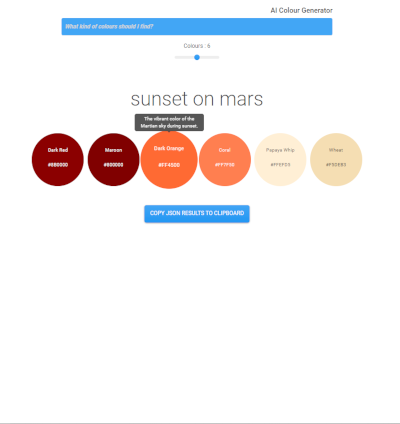 AI Colour Generator
What kind of colours should I find?
Colours : 6
sunset on mars
The vibrant color of the
Martian sky during sunset.
Dark Red
Maroon
Dark Orange
Coral
Papaya Whip
Wheat
#8B0000
#800000
#FF4500
#FF7F50
#FFEFD5
#F5DEB3
COPY JSON RESULTS TO CLIPBOARD